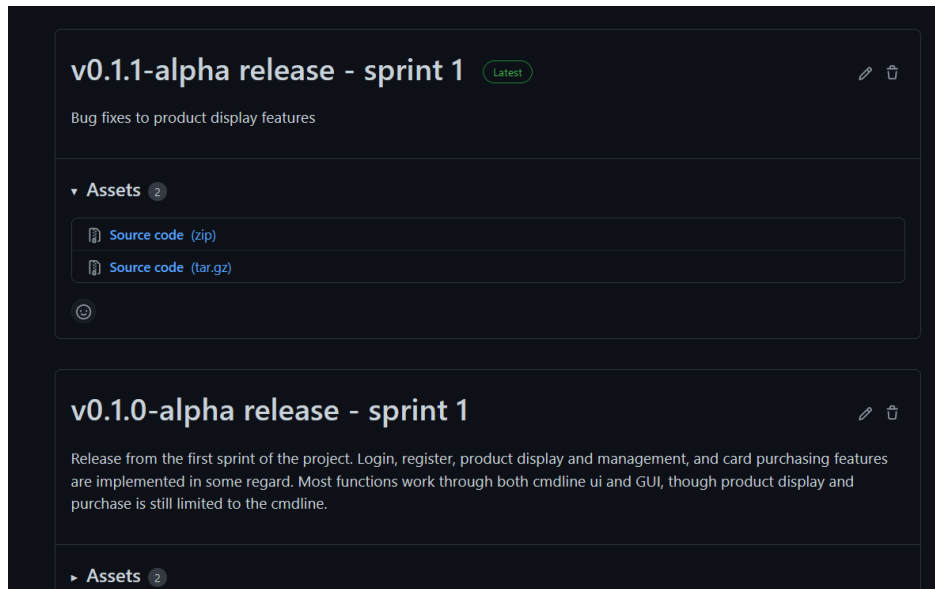 v0.1.1-alpha release - sprint 1 Latest
Bug fixes to product display features
Assets 2
Source code (zip)
Source code (tar.gz)
v0.1.0-alpha release - sprint 1
Release from the first sprint of the project. Login, register, product display and management, and card purchasing features
are implemented in some regard. Most functions work through both cmdline ui and GUI, though product display and
purchase is still limited to the cmdline.
Assets 2